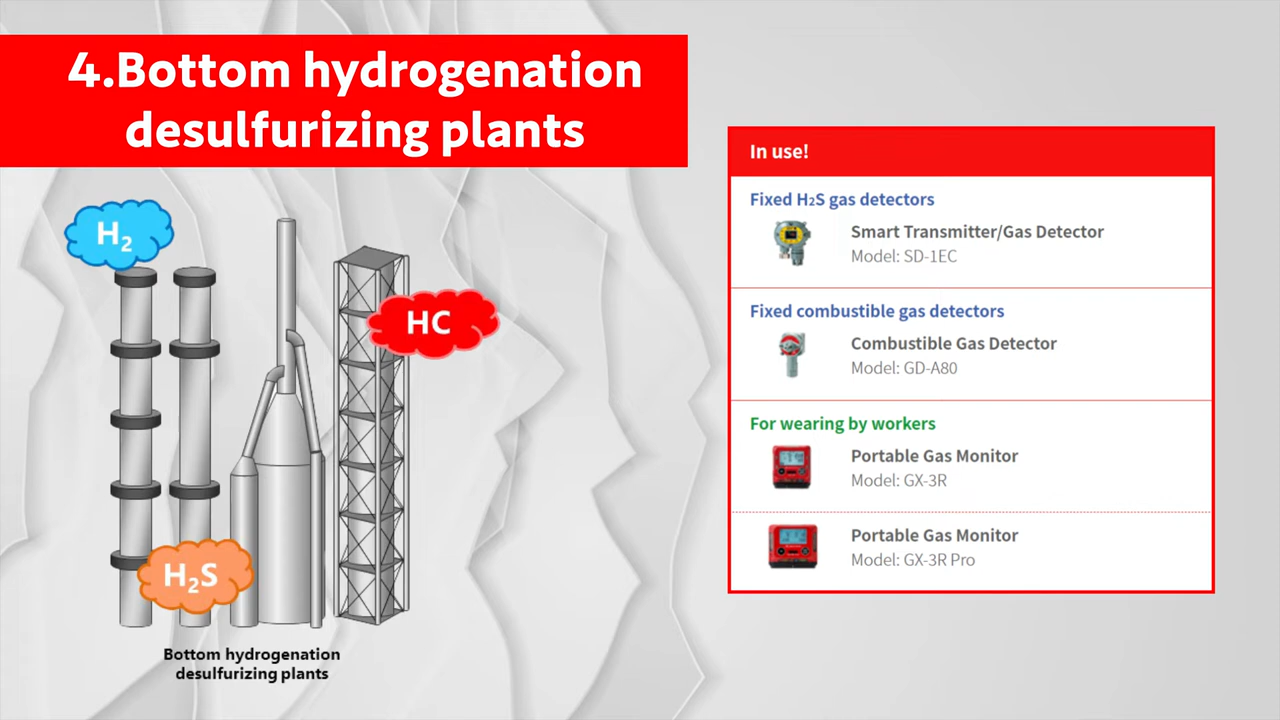 4.Bottom hydrogenation
desulfurizing plants
H₂
HC
H₂S
Bottom hydrogenation
desulfurizing plants
In use!
Fixed H₂S gas detectors
Smart Transmitter/Gas Detector
Model: SD-1EC
Fixed combustible gas detectors
Combustible Gas Detector
Model: GD-A80
For wearing by workers
Portable Gas Monitor
Model: GX-3R
Portable Gas Monitor
Model: GX-3R Pro